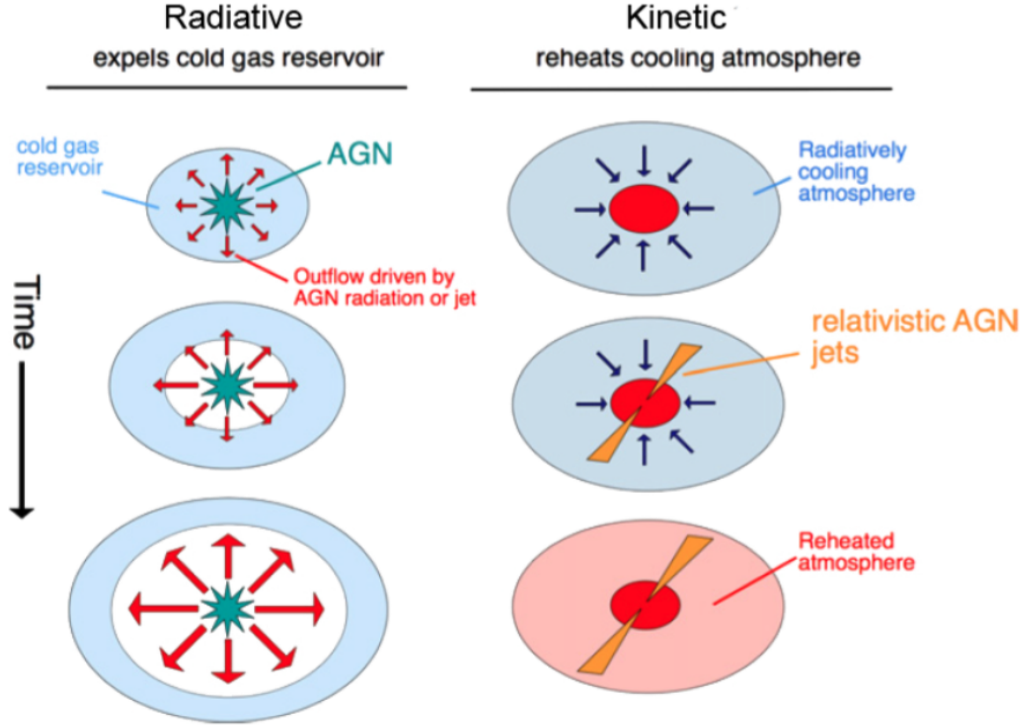 Radiative
expels cold gas reservoir
Kinetic
reheats cooling atmosphere
cold gas
reservoir
AGN
Outflow driven by
AGN radiation or jet
Radiatively
cooling
atmosphere
Time
relativistic AGN
jets
Reheated
atmosphere